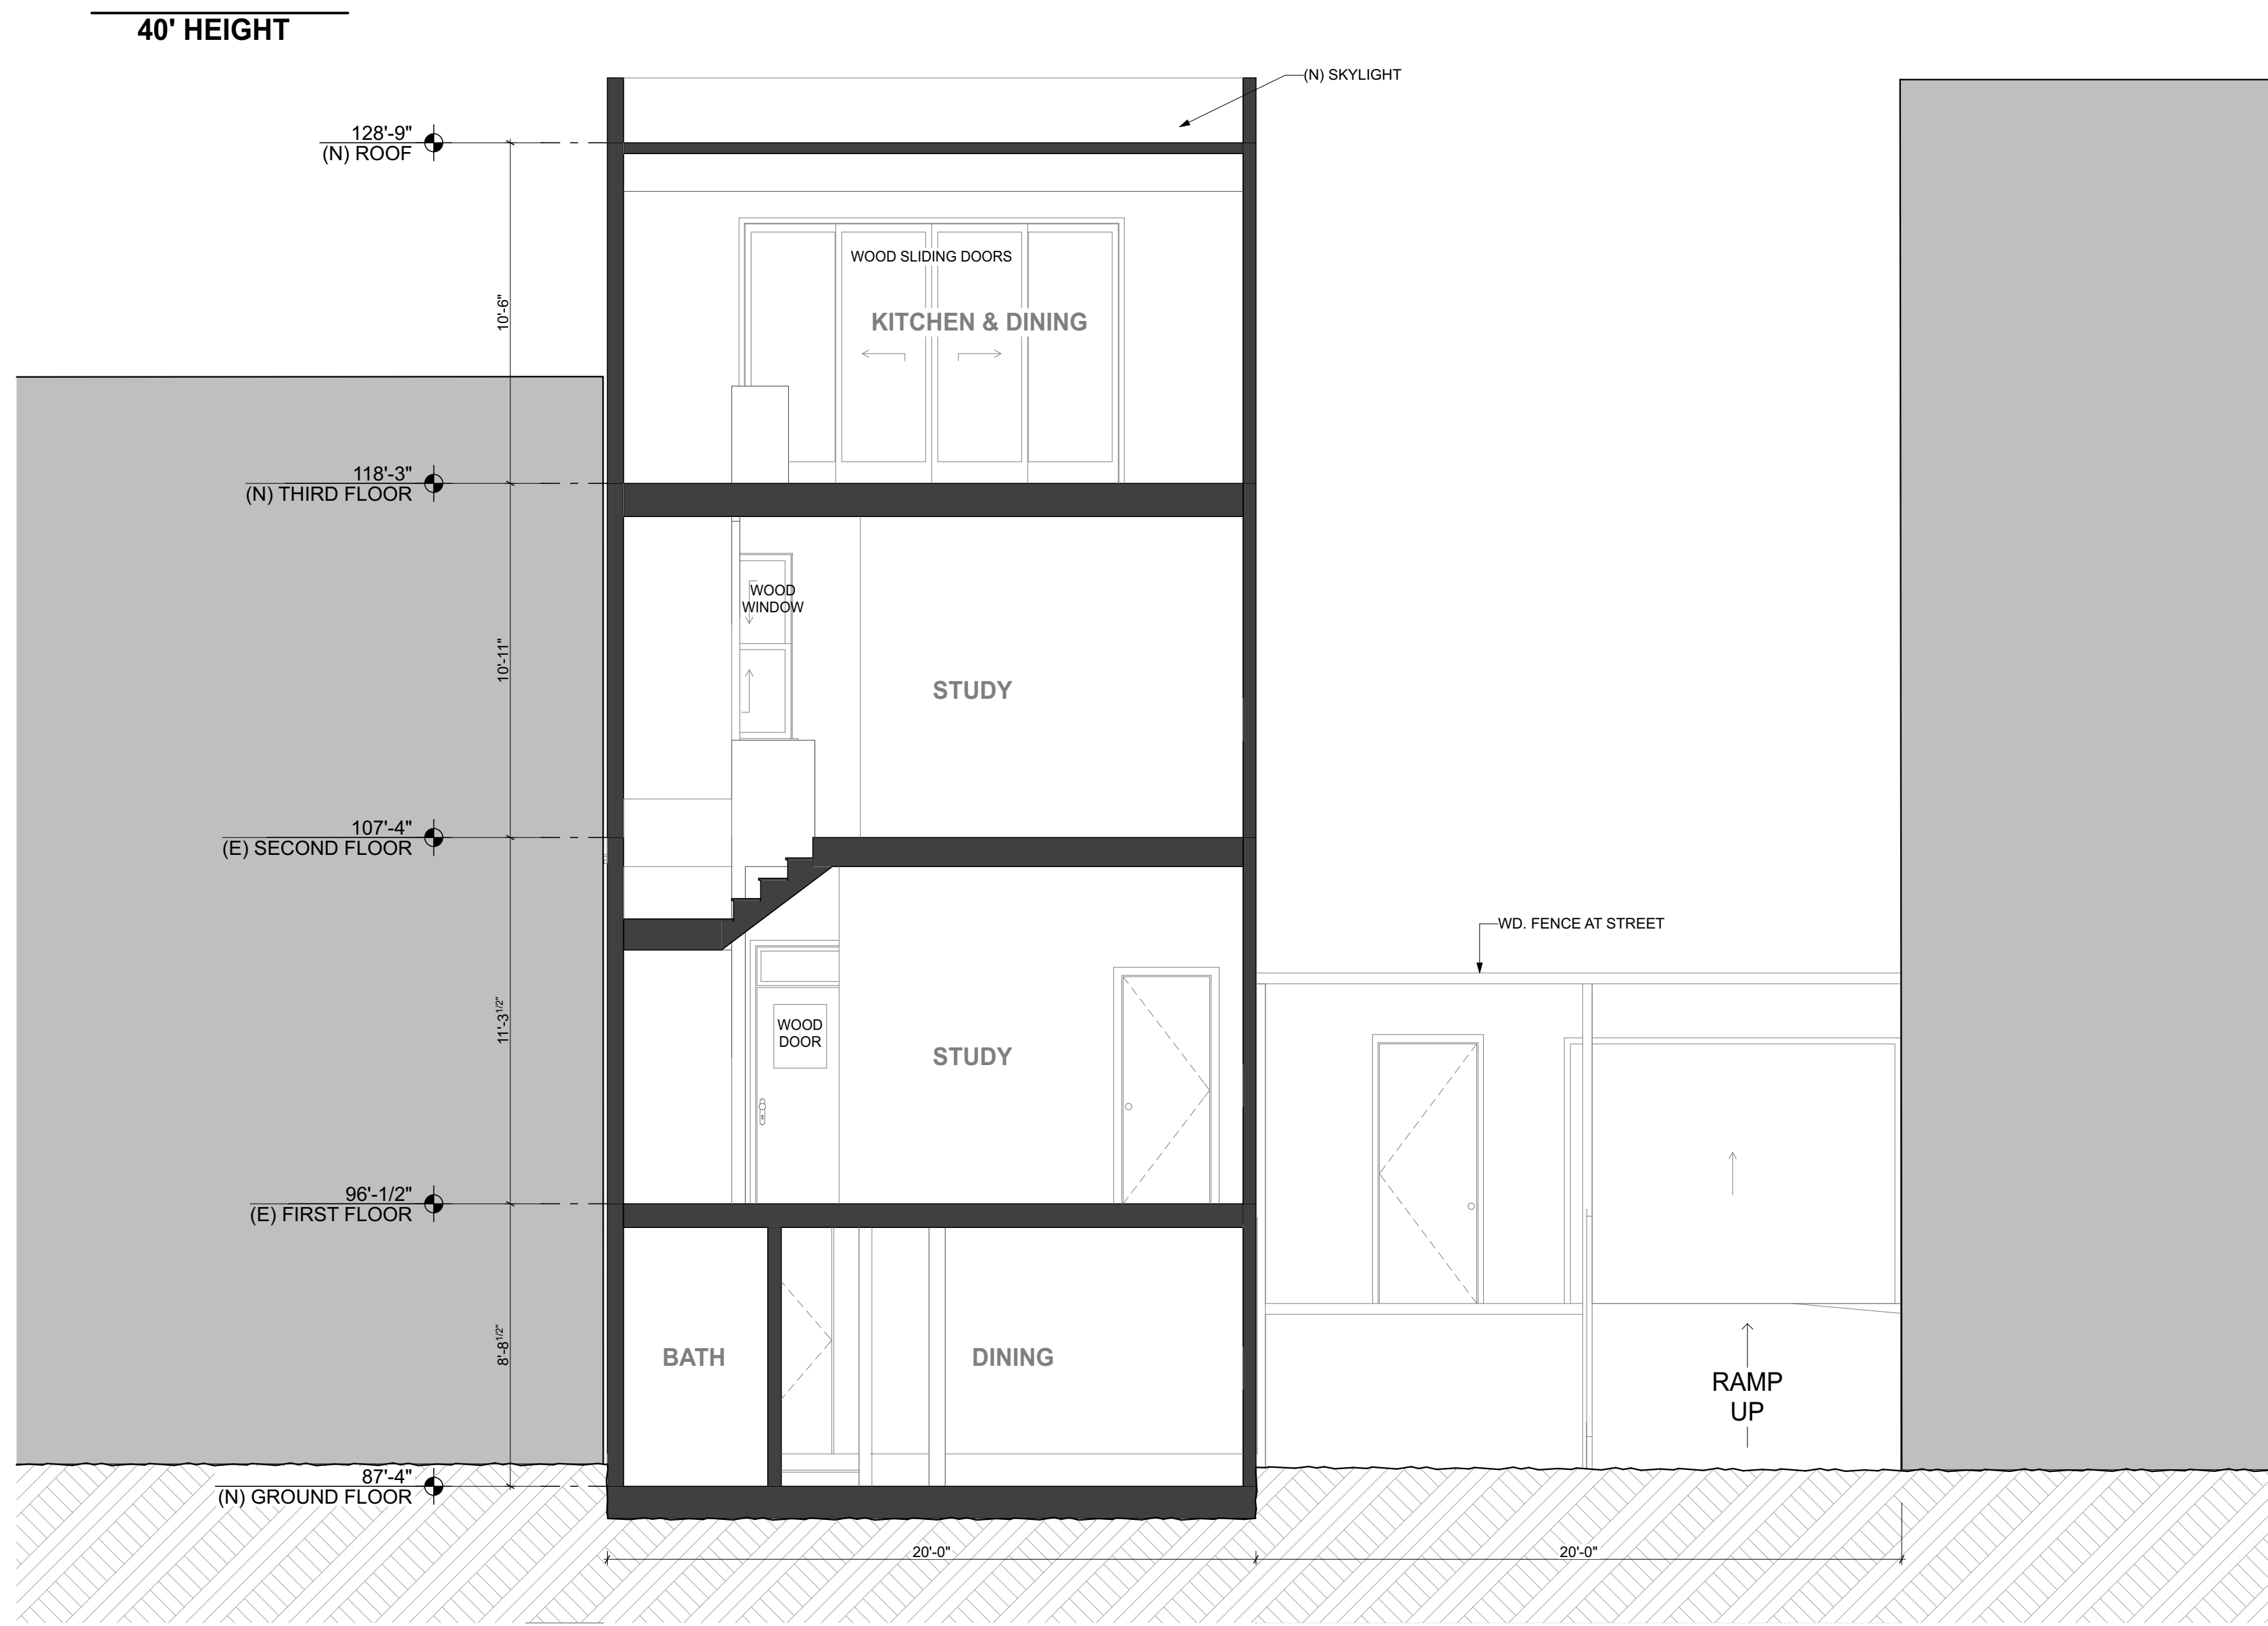 40' HEIGHT
(N) SKYLIGHT
128'-9"
(N) ROOF
WOOD SLIDING DOORS
10'-6"
KITCHEN & DINING
118'-3"
(N) THIRD FLOOR
WOOD
WINDOW
10'-11"
STUDY
107'-4"
(E) SECOND FLOOR
WD. FENCE AT STREET
11'-3 1/2"
WOOD
DOOR
STUDY
96'-1/2"
(E) FIRST FLOOR
8'-8 1/2"
BATH
DINING
RAMP
UP
87'-4"
(N) GROUND FLOOR
20'-0"
20'-0"